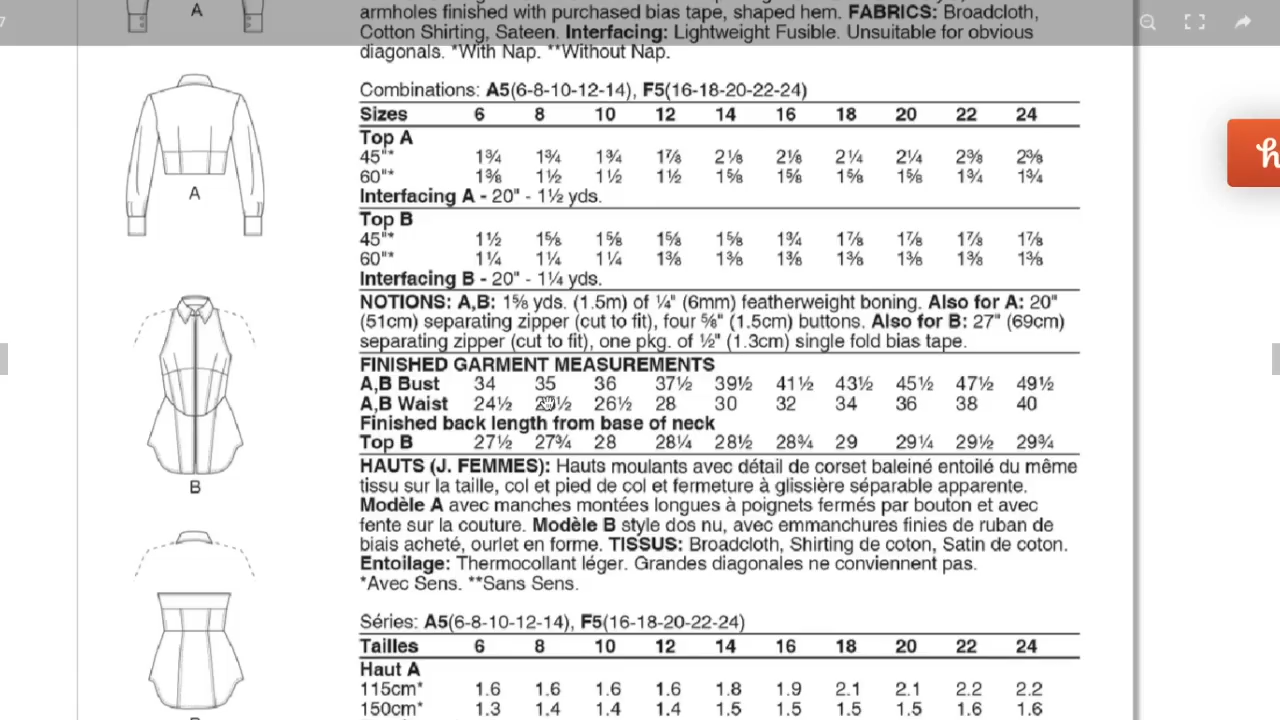 A
armholes finished with purchased bias tape, shaped hem. FABRICS: Broadcloth,
Cotton Shirting, Sateen. Interfacing: Lightweight Fusible. Unsuitable for obvious
diagonals. *With Nap. **Without Nap.
Combinations: A5(6-8-10-12-14), F5(16-18-20-22-24)
Sizes 6 8 10 12 14 16 18 20 22 24
Top A
45"* 1¾ 1¾ 1¾ 1⅞ 2⅛ 2⅛ 2¼ 2¼ 2⅜ 2⅜
60"* 1⅜ 1½ 1½ 1½ 1⅝ 1⅝ 1⅝ 1⅝ 1¾ 1¾
A
Interfacing A - 20" - 1½ yds.
Top B
45"* 1½ 1⅝ 1⅝ 1⅝ 1⅝ 1¾ 1⅞ 1⅞ 1⅞ 1⅞
60"* 1¼ 1¼ 1¼ 1⅜ 1⅜ 1⅜ 1⅜ 1⅜ 1⅜ 1⅜
Interfacing B - 20" - 1¼ yds.
NOTIONS: A,B: 1⅝ yds. (1.5m) of ¼" (6mm) featherweight boning. Also for A: 20"
(51cm) separating zipper (cut to fit), four ⅝" (1.5cm) buttons. Also for B: 27" (69cm)
separating zipper (cut to fit), one pkg. of ½" (1.3cm) single fold bias tape.
FINISHED GARMENT MEASUREMENTS
A,B Bust 34 35 36 37½ 39½ 41½ 43½ 45½ 47½ 49½
A,B Waist 24½ 26½ 28 30 32 34 36 38 40
Finished back length from base of neck
Top B 27½ 27¾ 28 28¼ 28½ 28¾ 29 29¼ 29½ 29¾
B
HAUTS (J. FEMMES): Hauts moulants avec détail de corset baleiné entoilé du même
tissu sur la taille, col et pied de col et fermeture à glissière séparable apparente.
Modèle A avec manches montées longues à poignets fermés par bouton et avec
fente sur la couture. Modèle B style dos nu, avec emmanchures finies de ruban de
biais acheté, ourlet en forme. TISSUS: Broadcloth, Shirting de coton, Satin de coton.
Entoilage: Thermocollant léger. Grandes diagonales ne conviennent pas.
*Avec Sens. **Sans Sens.
Séries: A5(6-8-10-12-14), F5(16-18-20-22-24)
Tailles 6 8 10 12 14 16 18 20 22 24
Haut A
115cm* 1.6 1.6 1.6 1.6 1.8 1.9 2.1 2.1 2.2 2.2
150cm* 1.3 1.4 1.4 1.4 1.5 1.5 1.5 1.5 1.6 1.6